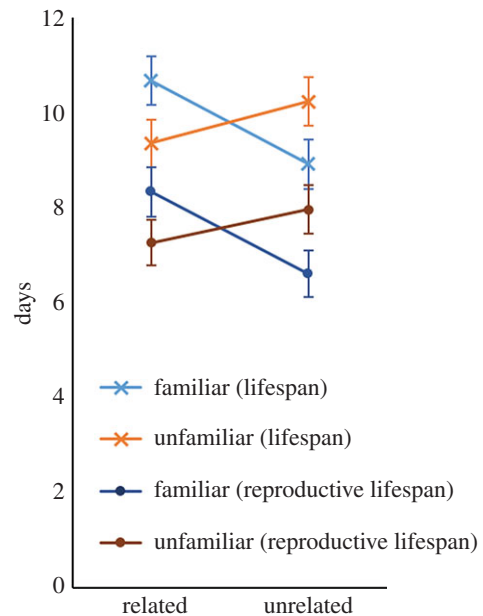 12
10
8
6
4
2
0
days
familiar (lifespan)
unfamiliar (lifespan)
familiar (reproductive lifespan)
unfamiliar (reproductive lifespan)
related unrelated